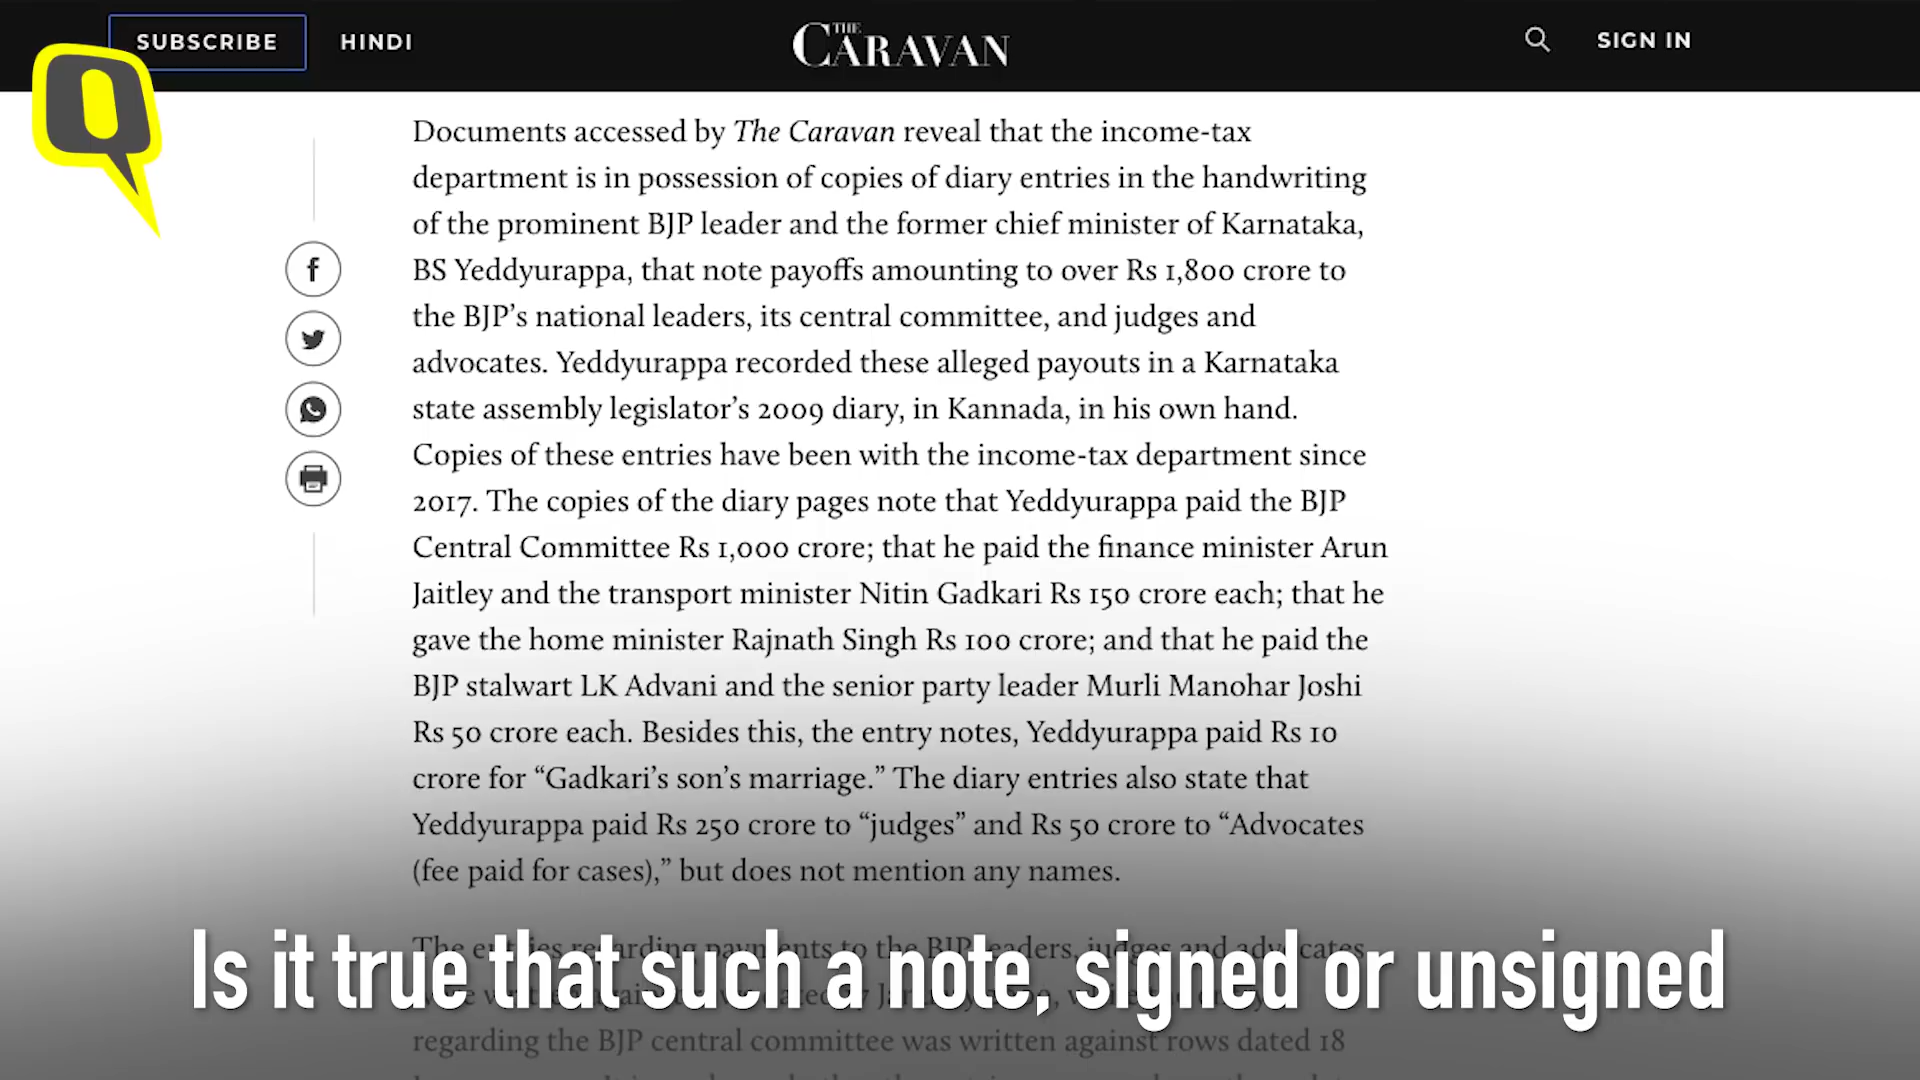 SUBSCRIBE
HINDI
THE CARAVAN
SIGN IN
Q
Documents accessed by The Caravan reveal that the income-tax
department is in possession of copies of diary entries in the handwriting
of the prominent BJP leader and the former chief minister of Karnataka,
BS Yeddyurappa, that note payoffs amounting to over Rs 1,800 crore to
the BJP’s national leaders, its central committee, and judges and
advocates. Yeddyurappa recorded these alleged payouts in a Karnataka
state assembly legislator’s 2009 diary, in Kannada, in his own hand.
Copies of these entries have been with the income-tax department since
2017. The copies of the diary pages note that Yeddyurappa paid the BJP
Central Committee Rs 1,000 crore; that he paid the finance minister Arun
Jaitley and the transport minister Nitin Gadkari Rs 150 crore each; that he
gave the home minister Rajnath Singh Rs 100 crore; and that he paid the
BJP stalwart LK Advani and the senior party leader Murli Manohar Joshi
Rs 50 crore each. Besides this, the entry notes, Yeddyurappa paid Rs 10
crore for “Gadkari’s son’s marriage.” The diary entries also state that
Yeddyurappa paid Rs 250 crore to “judges” and Rs 50 crore to “Advocates
(fee paid for cases),” but does not mention any names.
The entries regarding payments to the BJP leaders, judges and advocates
Is it true that such a note, signed or unsigned
regarding the BJP central committee was written against rows dated 18